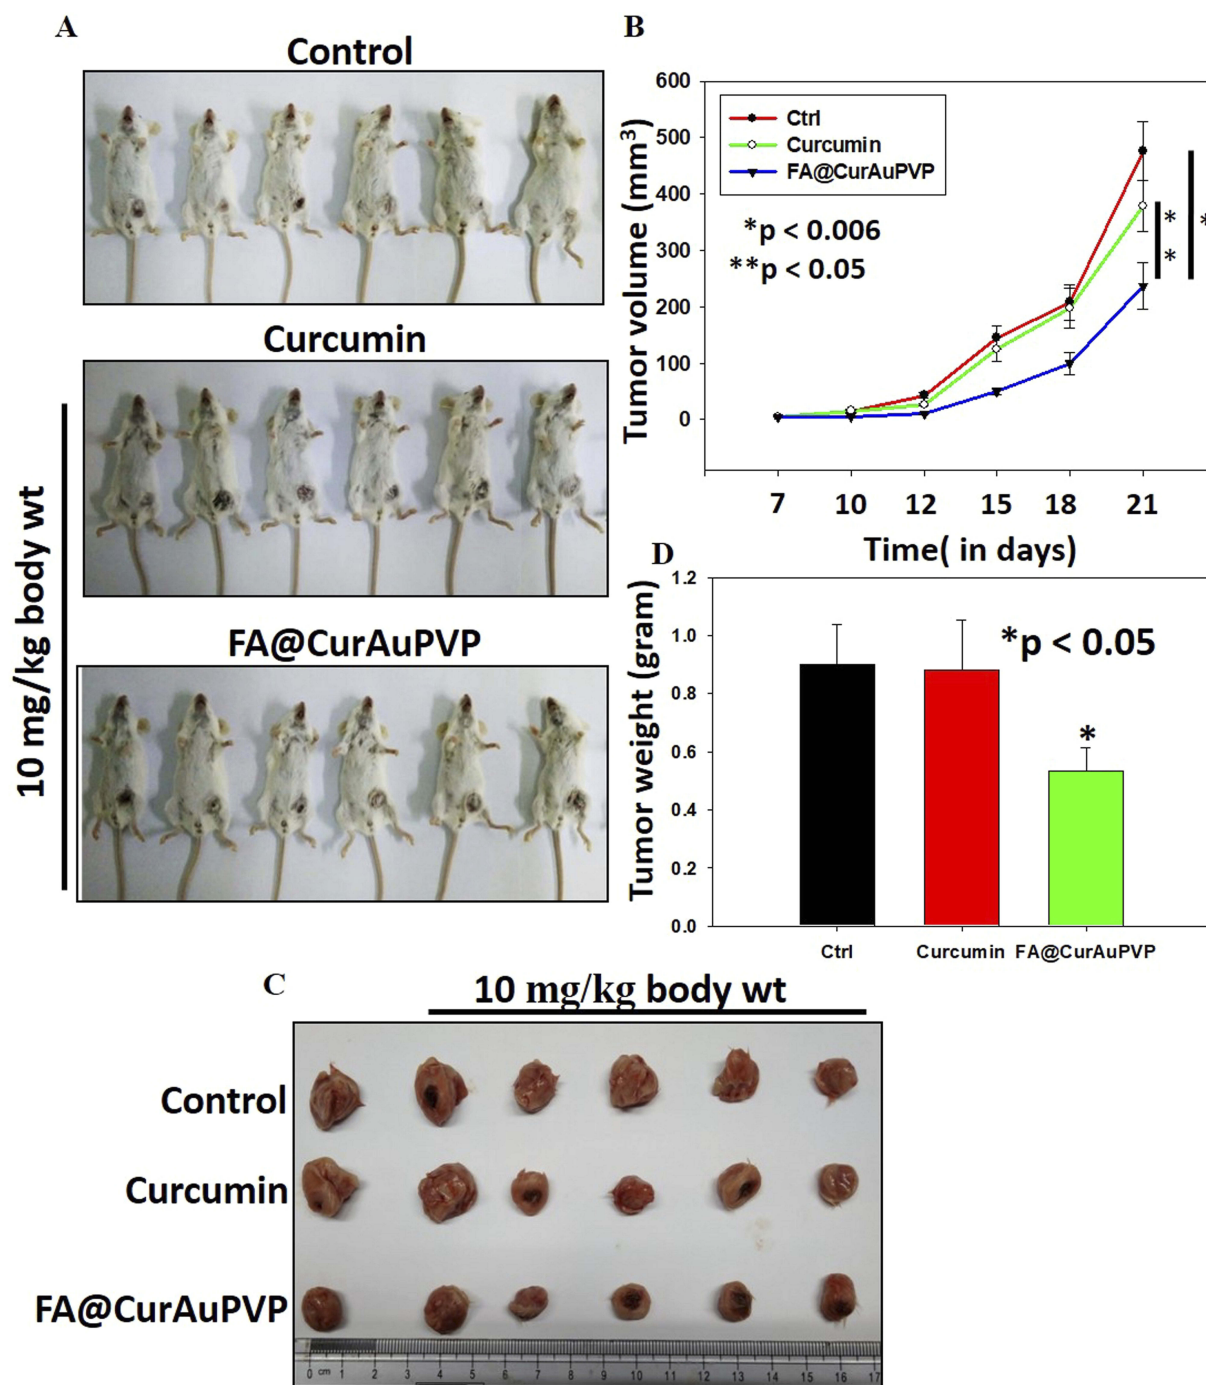 A
Control
Curcumin
FA@CurAuPVP
10 mg/kg body wt
B
600
500
400
300
200
100
0
Tumor volume (mm3)
Ctrl
Curcumin
FA@CurAuPVP
*p < 0.006
**p < 0.05
*
*
*
7 10 12 15 18 21
Time( in days)
D
1.2
1.0
0.8
0.6
0.4
0.2
0.0
Tumor weight (gram)
*p < 0.05
*
Ctrl Curcumin FA@CurAuPVP
C
10 mg/kg body wt
Control
Curcumin
FA@CurAuPVP
0 cm 1 2 3 4 5 6 7 8 9 10 11 12 13 14 15 16 17